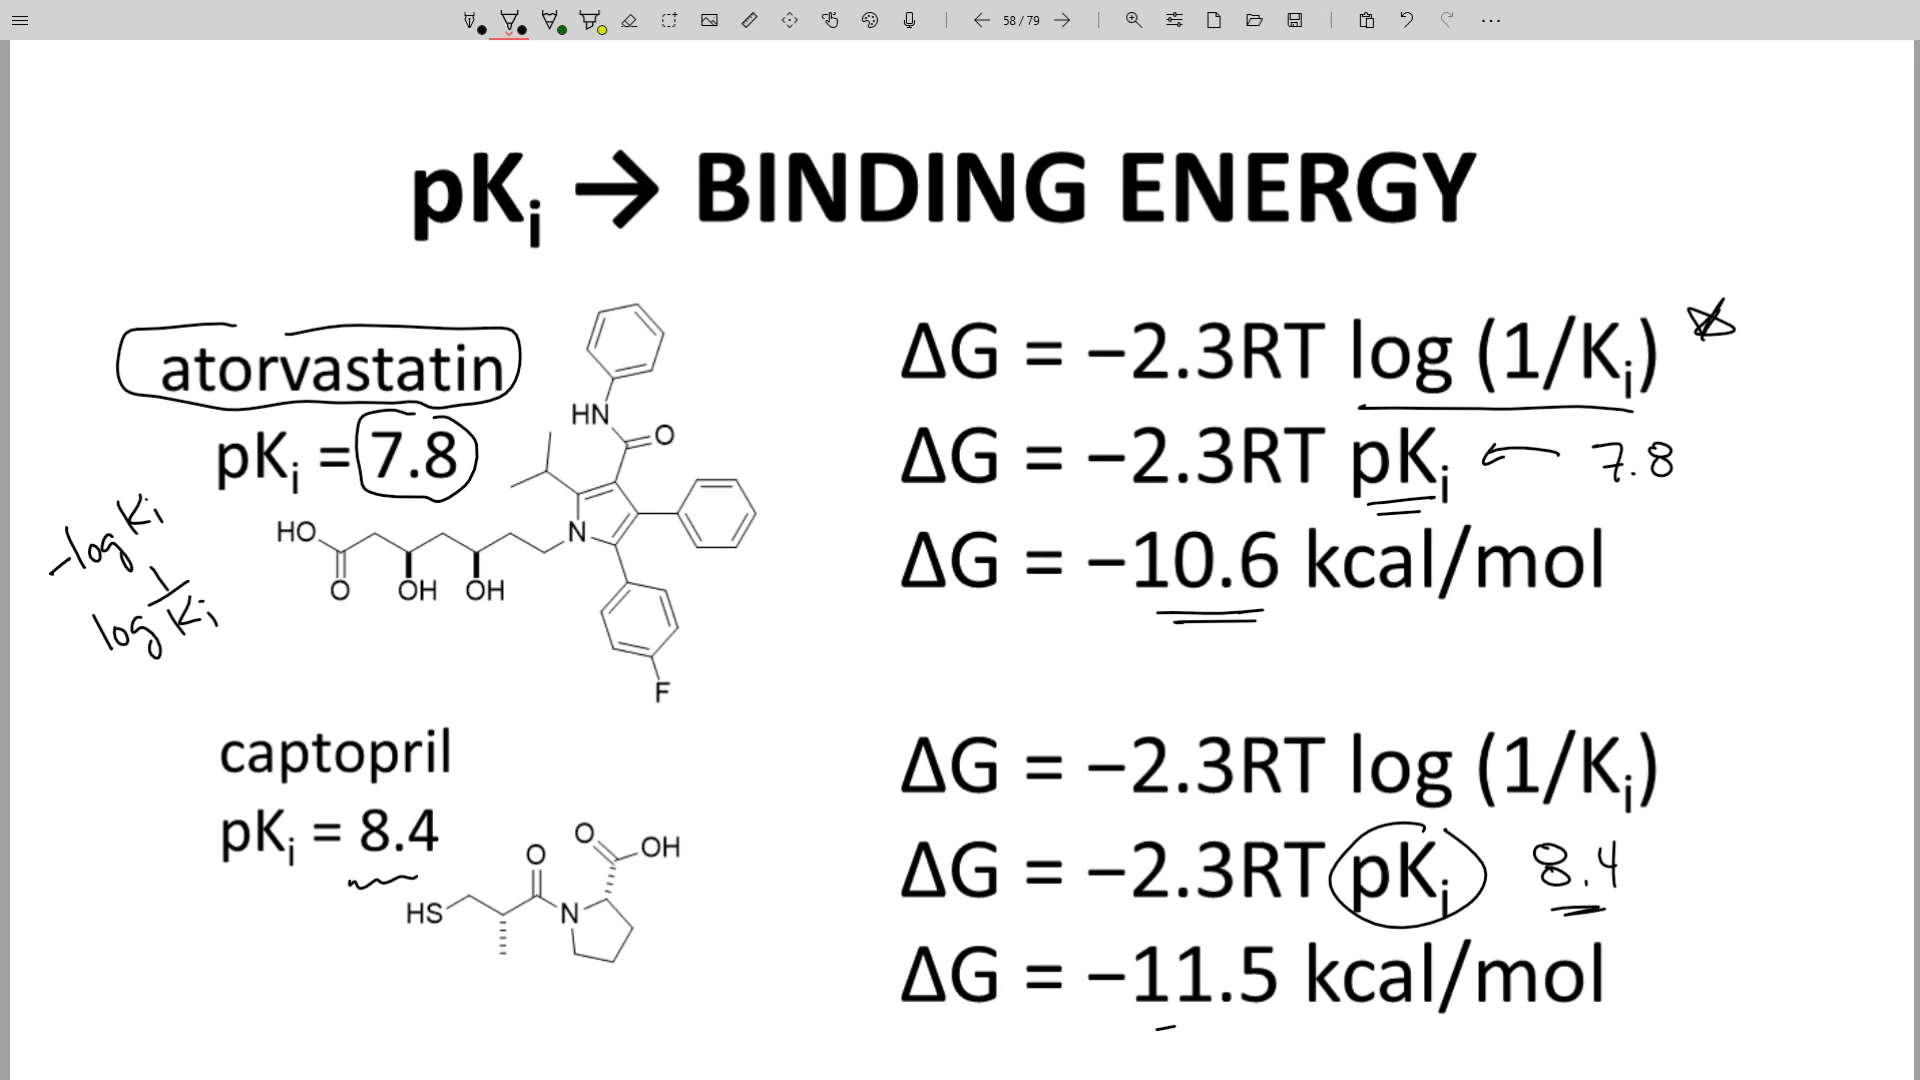 58 / 79
pKᵢ → BINDING ENERGY
atorvastatin
pKᵢ = 7.8
-log Ki
log 1/Ki
HN
O
N
HO
O
OH
OH
F
ΔG = −2.3RT log (1/Kᵢ)
ΔG = −2.3RT pKᵢ ← 7.8
ΔG = −10.6 kcal/mol
captopril
pKᵢ = 8.4
O
OH
O
HS
N
ΔG = −2.3RT log (1/Kᵢ)
ΔG = −2.3RT pKᵢ 8.4
ΔG = −11.5 kcal/mol